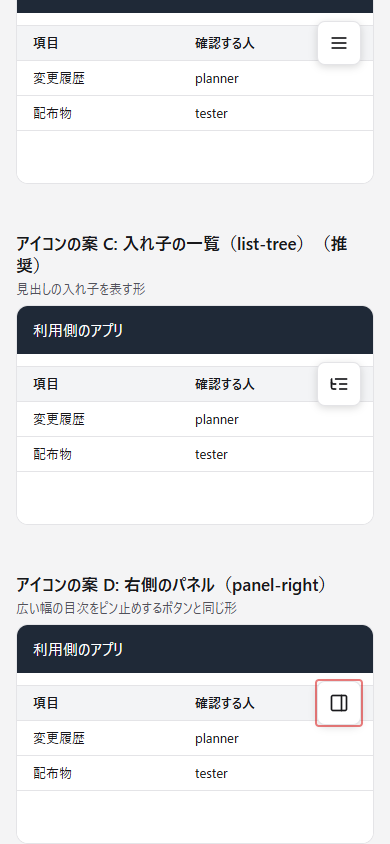 項目 確認する人
変更履歴 planner
配布物 tester
アイコンの案 C: 入れ子の一覧（list-tree）（推
奨）
見出しの入れ子を表す形
利用側のアプリ
項目 確認する人
変更履歴 planner
配布物 tester
アイコンの案 D: 右側のパネル（panel-right）
広い幅の目次をピン止めするボタンと同じ形
利用側のアプリ
項目 確認する人
変更履歴 planner
配布物 tester